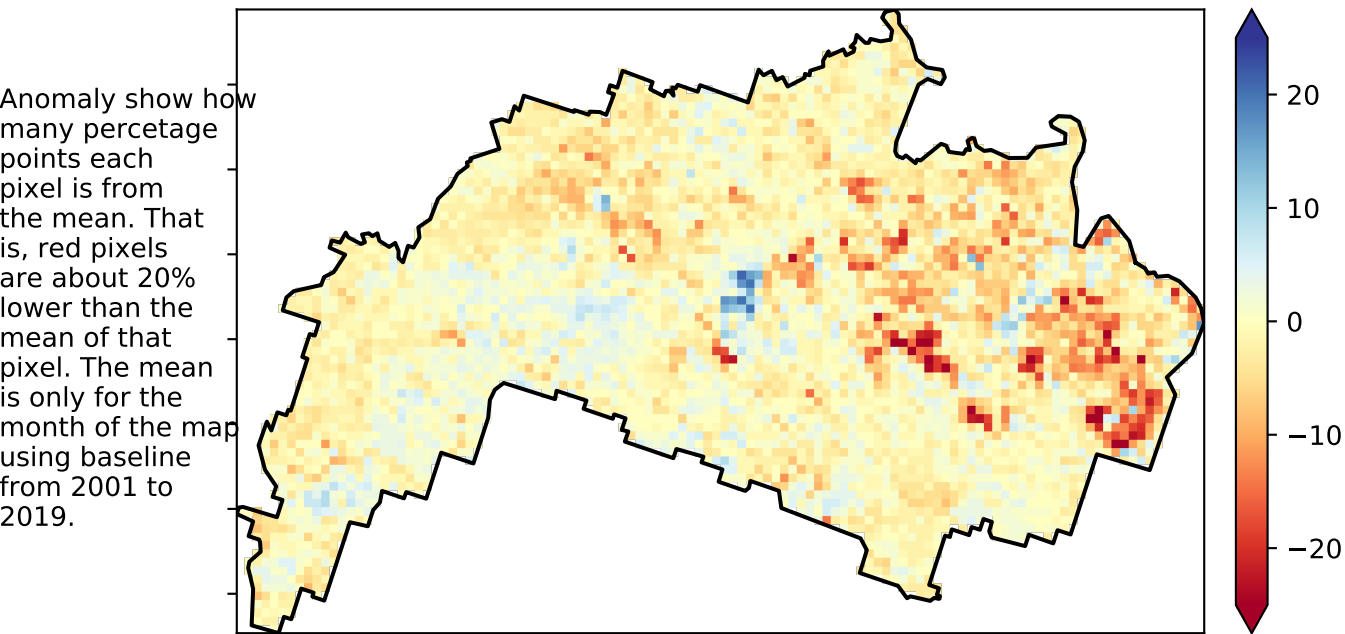 Anomaly show how
many percetage
points each
pixel is from
the mean. That
is, red pixels
are about 20%
lower than the
mean of that
pixel. The mean
is only for the
month of the map
using baseline
from 2001 to
2019.
20
10
0
−10
−20